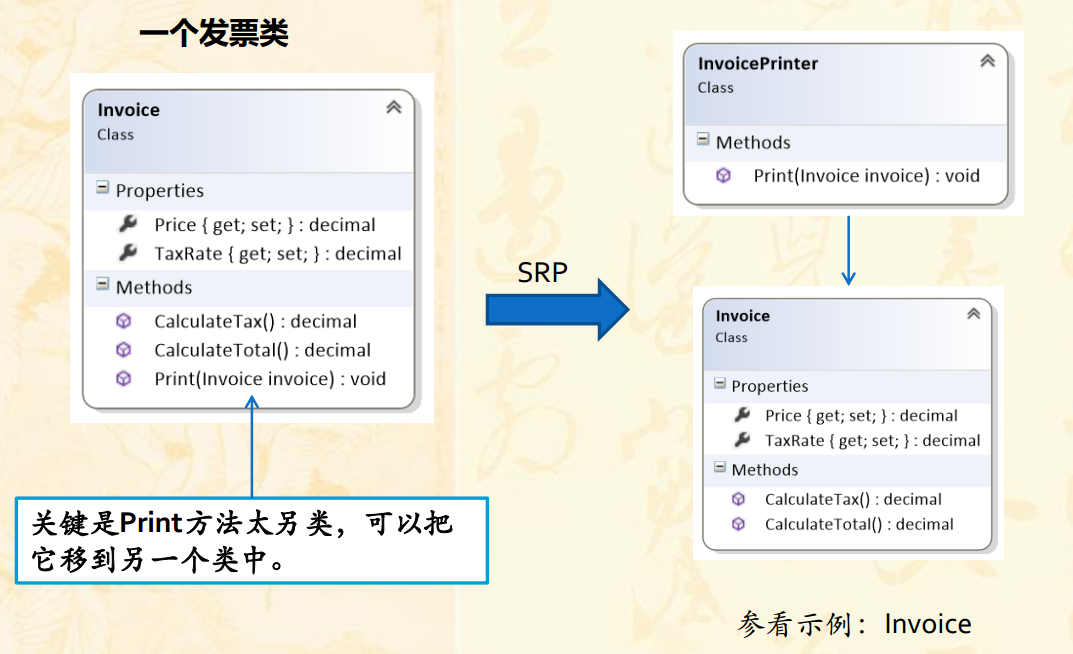 一个发票类
Invoice
Class
Properties
Price { get; set; } : decimal
TaxRate { get; set; } : decimal
Methods
CalculateTax() : decimal
CalculateTotal() : decimal
Print(Invoice invoice) : void
关键是Print方法太另类，可以把
它移到另一个类中。
SRP
InvoicePrinter
Class
Methods
Print(Invoice invoice) : void
Invoice
Class
Properties
Price { get; set; } : decimal
TaxRate { get; set; } : decimal
Methods
CalculateTax() : decimal
CalculateTotal() : decimal
参看示例：Invoice